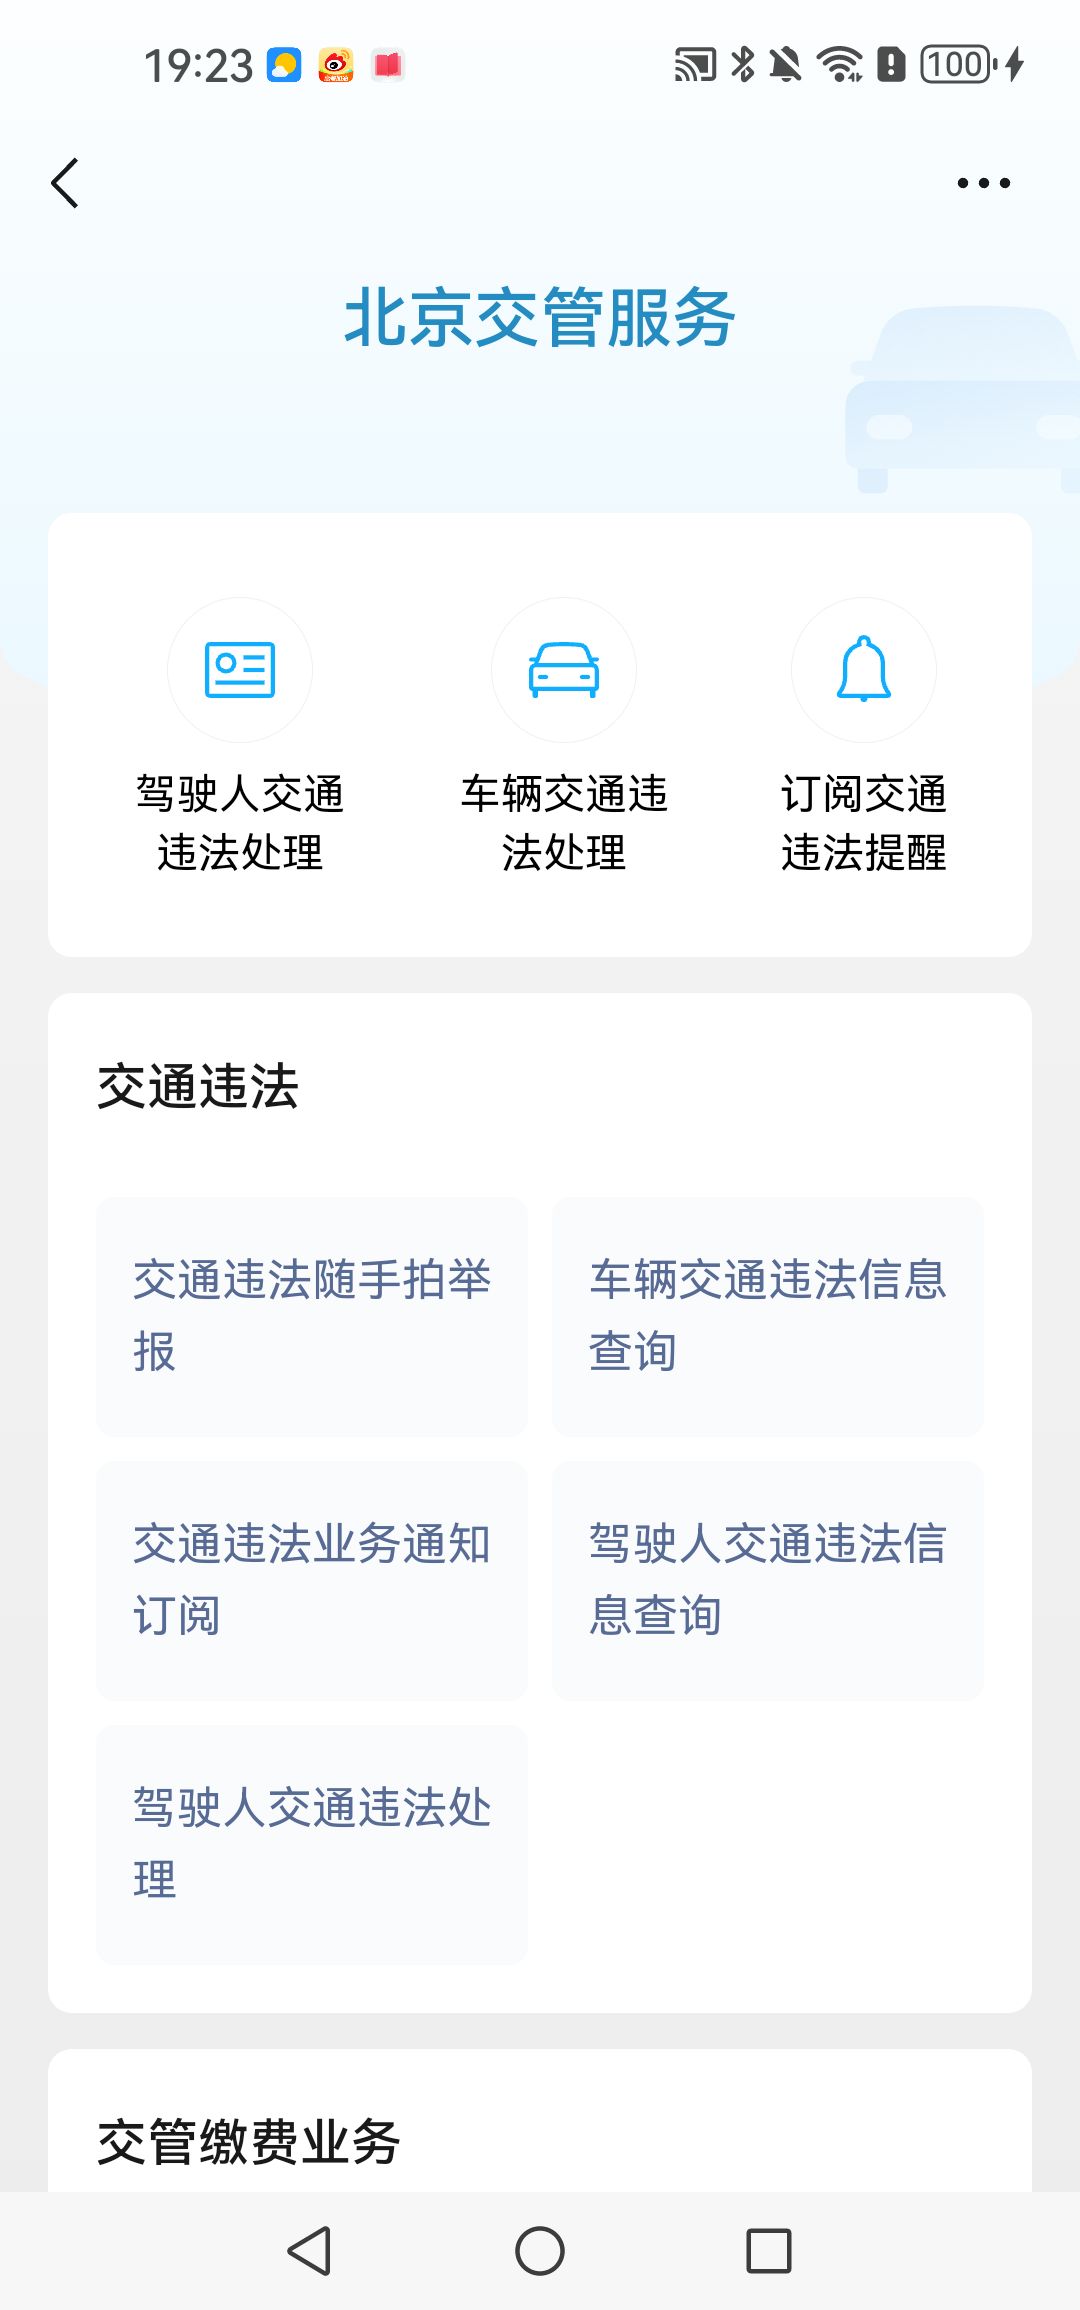 19:23
100
北京交管服务
驾驶人交通
违法处理
车辆交通违
法处理
订阅交通
违法提醒
交通违法
交通违法随手拍举
报
车辆交通违法信息
查询
交通违法业务通知
订阅
驾驶人交通违法信
息查询
驾驶人交通违法处
理
交管缴费业务